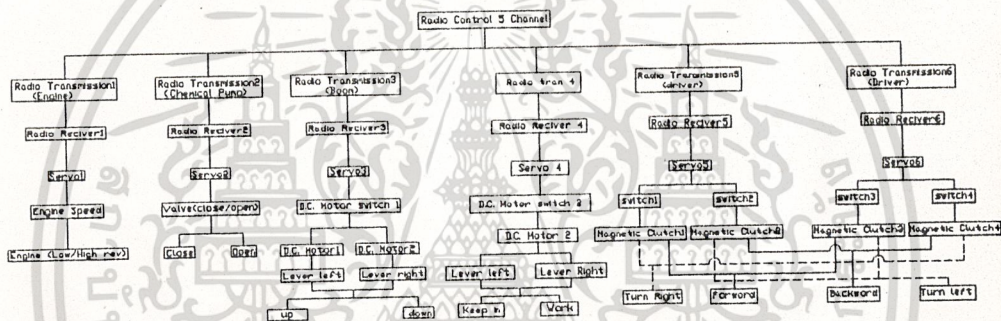 Radio Control 5 Channel
Radio Transmission1
(Engine)
Radio Transmission2
(Chemical Pump)
Radio Transmission3
(Boon)
Radio tran 4
Radio Transmission5
(driver)
Radio Transmission6
(Driver)
Radio Reciver1
Radio Reciver2
Radio Reciver3
Radio Reciver 4
Radio Reciver5
Radio Reciver6
Servo1
Servo2
Servo3
Servo 4
Servo5
Servo6
Engine Speed
Valve(close/open)
D.C. Motor switch 1
D.C. Motor switch 2
switch1
switch2
switch3
switch4
Engine (Low/High rev)
Close
Open
D.C. Motor1
D.C. Motor2
D.C. Motor 2
Magnetic Clutch1
Magnetic Clutch2
Magnetic Clutch3
Magnetic Clutch4
Lever left
Lever right
Lever left
Lever Right
Turn Right
Forword
Backword
Turn left
up
down
Keep in
Work